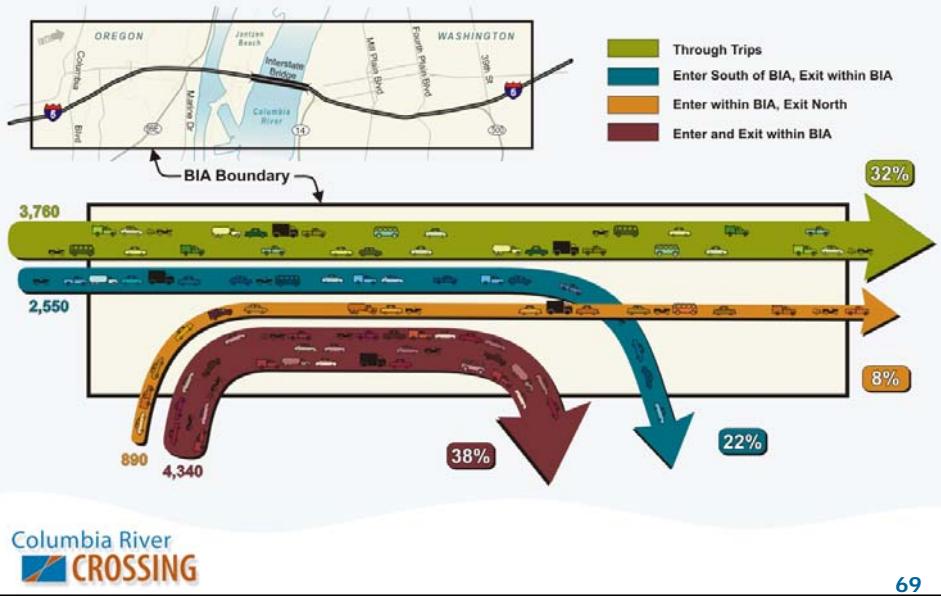 OREGON
Jantzen
Beach
WASHINGTON
Columbia
Blvd
Marine Dr
Interstate
Bridge
Columbia
River
Mill Plain Blvd
Fourth Plain Blvd
39th St
5
5
99E
14
500
BIA Boundary
Through Trips
Enter South of BIA, Exit within BIA
Enter within BIA, Exit North
Enter and Exit within BIA
32%
3,760
2,550
8%
890
4,340
38%
22%
Columbia River
CROSSING
69